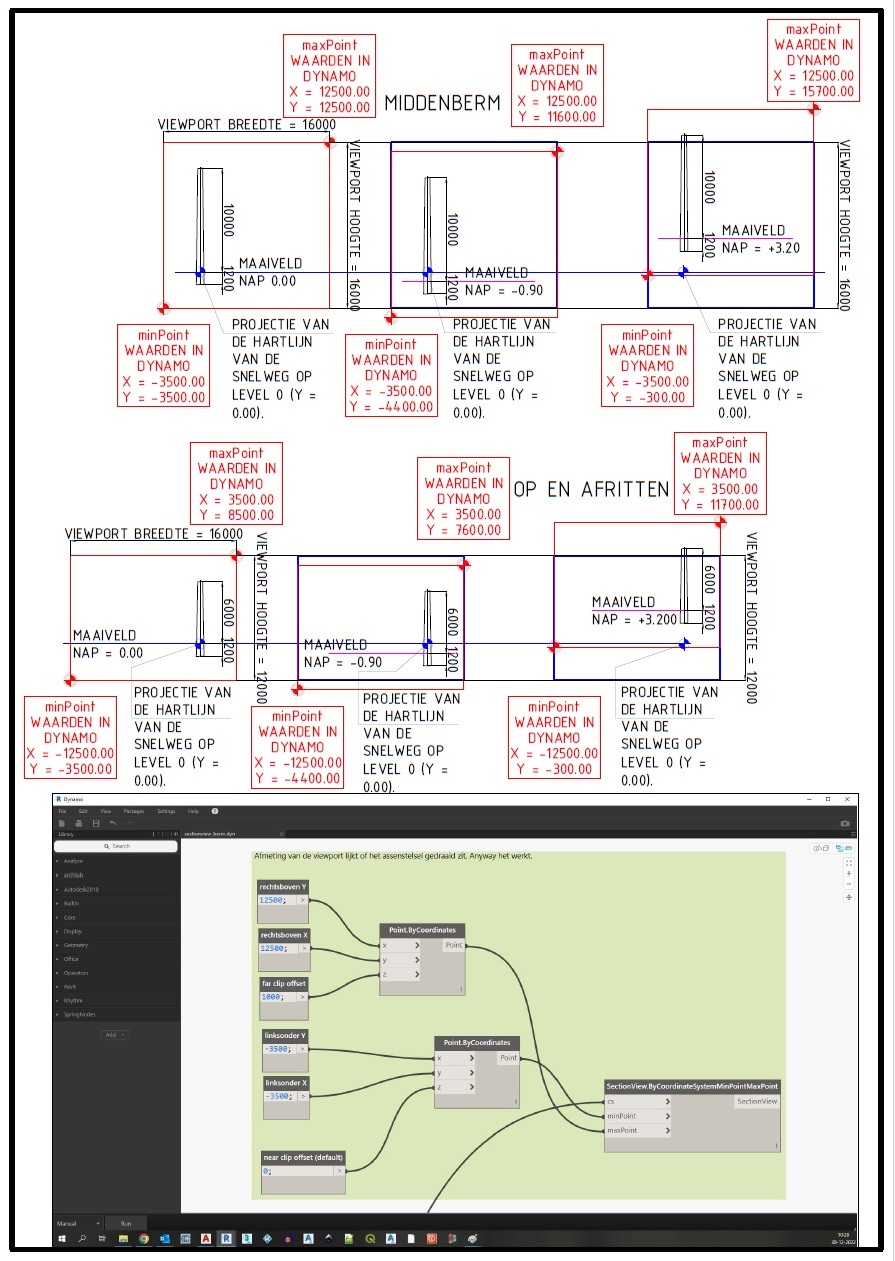 maxPoint
WAARDEN IN
DYNAMO
X = 12500.00
Y = 12500.00
MIDDENBERM
maxPoint
WAARDEN IN
DYNAMO
X = 12500.00
Y = 11600.00
maxPoint
WAARDEN IN
DYNAMO
X = 12500.00
Y = 15700.00
VIEWPORT BREEDTE = 16000
VIEWPORT HOOGTE = 16000
10000
1200
MAAIVELD
NAP 0.00
10000
1200
MAAIVELD
NAP = -0.90
10000
1200
MAAIVELD
NAP = +3.20
VIEWPORT HOOGTE = 16000
minPoint
WAARDEN IN
DYNAMO
X = -3500.00
Y = -3500.00
PROJECTIE VAN
DE HARTLIJN
VAN DE
SNELWEG OP
LEVEL 0 (Y =
0.00).
minPoint
WAARDEN IN
DYNAMO
X = -3500.00
Y = -4400.00
PROJECTIE VAN
DE HARTLIJN
VAN DE
SNELWEG OP
LEVEL 0 (Y =
0.00).
minPoint
WAARDEN IN
DYNAMO
X = -3500.00
Y = -300.00
PROJECTIE VAN
DE HARTLIJN
VAN DE
SNELWEG OP
LEVEL 0 (Y =
0.00).
maxPoint
WAARDEN IN
DYNAMO
X = 3500.00
Y = 8500.00
maxPoint
WAARDEN IN
DYNAMO
X = 3500.00
Y = 7600.00
OP EN AFRITTEN
maxPoint
WAARDEN IN
DYNAMO
X = 3500.00
Y = 11700.00
VIEWPORT BREEDTE = 16000
VIEWPORT HOOGTE = 12000
6000
1200
MAAIVELD
NAP = 0.00
6000
1200
MAAIVELD
NAP = -0.90
6000
1200
MAAIVELD
NAP = +3.200
VIEWPORT HOOGTE = 12000
minPoint
WAARDEN IN
DYNAMO
X = -12500.00
Y = -3500.00
PROJECTIE VAN
DE HARTLIJN
VAN DE
SNELWEG OP
LEVEL 0 (Y =
0.00).
minPoint
WAARDEN IN
DYNAMO
X = -12500.00
Y = -4400.00
PROJECTIE VAN
DE HARTLIJN
VAN DE
SNELWEG OP
LEVEL 0 (Y =
0.00).
minPoint
WAARDEN IN
DYNAMO
X = -12500.00
Y = -300.00
PROJECTIE VAN
DE HARTLIJN
VAN DE
SNELWEG OP
LEVEL 0 (Y =
0.00).
Dynamo
File Edit View Packages Settings Help
Library
sectionview_berm.dyn
Search
Analyze
archilab
Autodesk2018
BuiltIn
Core
Display
Geometry
Office
Operators
Revit
Rhythm
SpringNodes
Add
Afmeting van de viewport lijkt of het assenstelsel gedraaid zit. Anyway het werkt.
rechtsboven Y
12500; >
rechtsboven X
12500; >
far clip offset
1000; >
Point.ByCoordinates
x > Point
y >
z >
linksonder Y
-3500; >
linksonder X
-3500; >
near clip offset (default)
0; >
Point.ByCoordinates
x > Point
y >
z >
SectionView.ByCoordinateSystemMinPointMaxPoint
cs > SectionView
minPoint >
maxPoint >
Manual
Run
10:28
30-12-2022